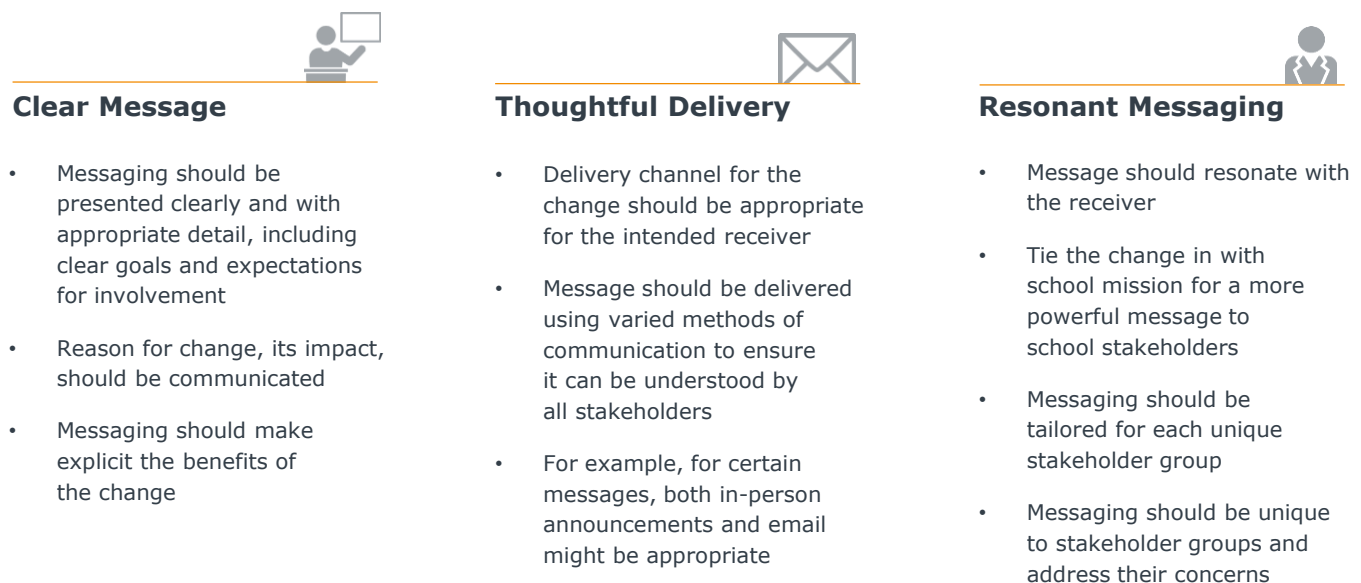 Clear Message
• Messaging should be
presented clearly and with
appropriate detail, including
clear goals and expectations
for involvement
• Reason for change, its impact,
should be communicated
• Messaging should make
explicit the benefits of
the change
Thoughtful Delivery
• Delivery channel for the
change should be appropriate
for the intended receiver
• Message should be delivered
using varied methods of
communication to ensure
it can be understood by
all stakeholders
• For example, for certain
messages, both in-person
announcements and email
might be appropriate
Resonant Messaging
• Message should resonate with
the receiver
• Tie the change in with
school mission for a more
powerful message to
school stakeholders
• Messaging should be
tailored for each unique
stakeholder group
• Messaging should be unique
to stakeholder groups and
address their concerns